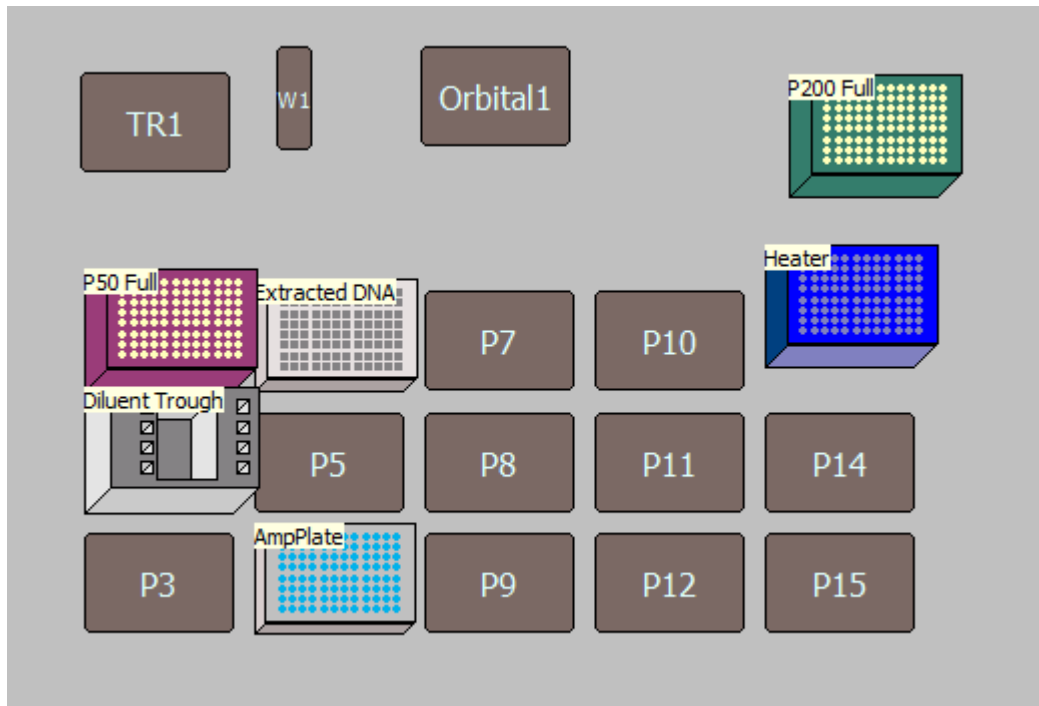 TR1
W1
Orbital1
P200 Full
P50 Full
Extracted DNA
P7
P10
Heater
Diluent Trough
P5
P8
P11
P14
P3
AmpPlate
P9
P12
P15